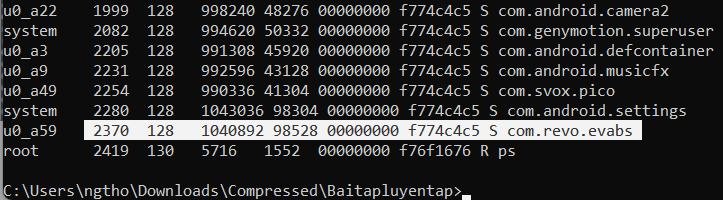 u0_a22 1999 128 998240 48276 00000000 f774c4c5 S com.android.camera2
system 2082 128 994620 50332 00000000 f774c4c5 S com.genymotion.superuser
u0_a3 2205 128 991308 45920 00000000 f774c4c5 S com.android.defcontainer
u0_a9 2231 128 992596 43128 00000000 f774c4c5 S com.android.musicfx
u0_a49 2254 128 990336 41304 00000000 f774c4c5 S com.svox.pico
system 2280 128 1043036 98304 00000000 f774c4c5 S com.android.settings
u0_a59 2370 128 1040892 98528 00000000 f774c4c5 S com.revo.evabs
root 2419 130 5716 1552 00000000 f76f1676 R ps
C:\Users\ngtho\Downloads\Compressed\Baitapluyentap>